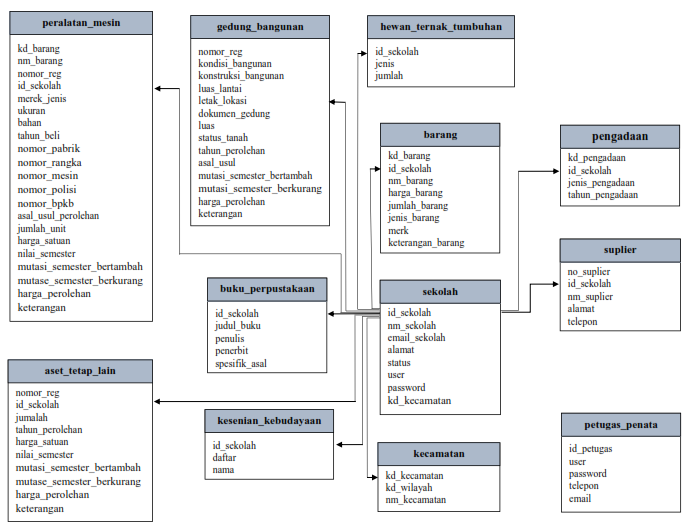 peralatan_mesin
kd_barang
nm_barang
nomor_reg
id_sekolah
merek_jenis
ukuran
bahan
tahun_beli
nomor_pabrik
nomor_rangka
nomor_mesin
nomor_polisi
nomor_bpkb
asal_usul_perolehan
jumlah_unit
harga_satuan
nilai_semester
mutasi_semester_bertambah
mutase_semester_berkurang
harga_perolehan
keterangan
gedung_bangunan
nomor_reg
kondisi_bangunan
konstruksi_bangunan
luas_lantai
letak_lokasi
dokumen_gedung
luas
status_tanah
tahun_perolehan
asal_usul
mutasi_semester_bertambah
mutasi_semester_berkurang
harga_perolehan
keterangan
hewan_ternak_tumbuhan
id_sekolah
jenis
jumlah
barang
kd_barang
id_sekolah
nm_barang
harga_barang
jumlah_barang
jenis_barang
merk
keterangan_barang
pengadaan
kd_pengadaan
id_sekolah
jenis_pengadaan
tahun_pengadaan
suplier
no_suplier
id_sekolah
nm_suplier
alamat
telepon
buku_perpustakaan
id_sekolah
judul_buku
penulis
penerbit
spesifik_asal
sekolah
id_sekolah
nm_sekolah
email_sekolah
alamat
status
user
password
kd_kecamatan
aset_tetap_lain
nomor_reg
id_sekolah
jumalah
tahun_perolehan
harga_satuan
nilai_semester
mutasi_semester_bertambah
mutase_semester_berkurang
harga_perolehan
keterangan
kesenian_kebudayaan
id_sekolah
daftar
nama
kecamatan
kd_kecamatan
kd_wilayah
nm_kecamatan
petugas_penata
id_petugas
user
password
telepon
email